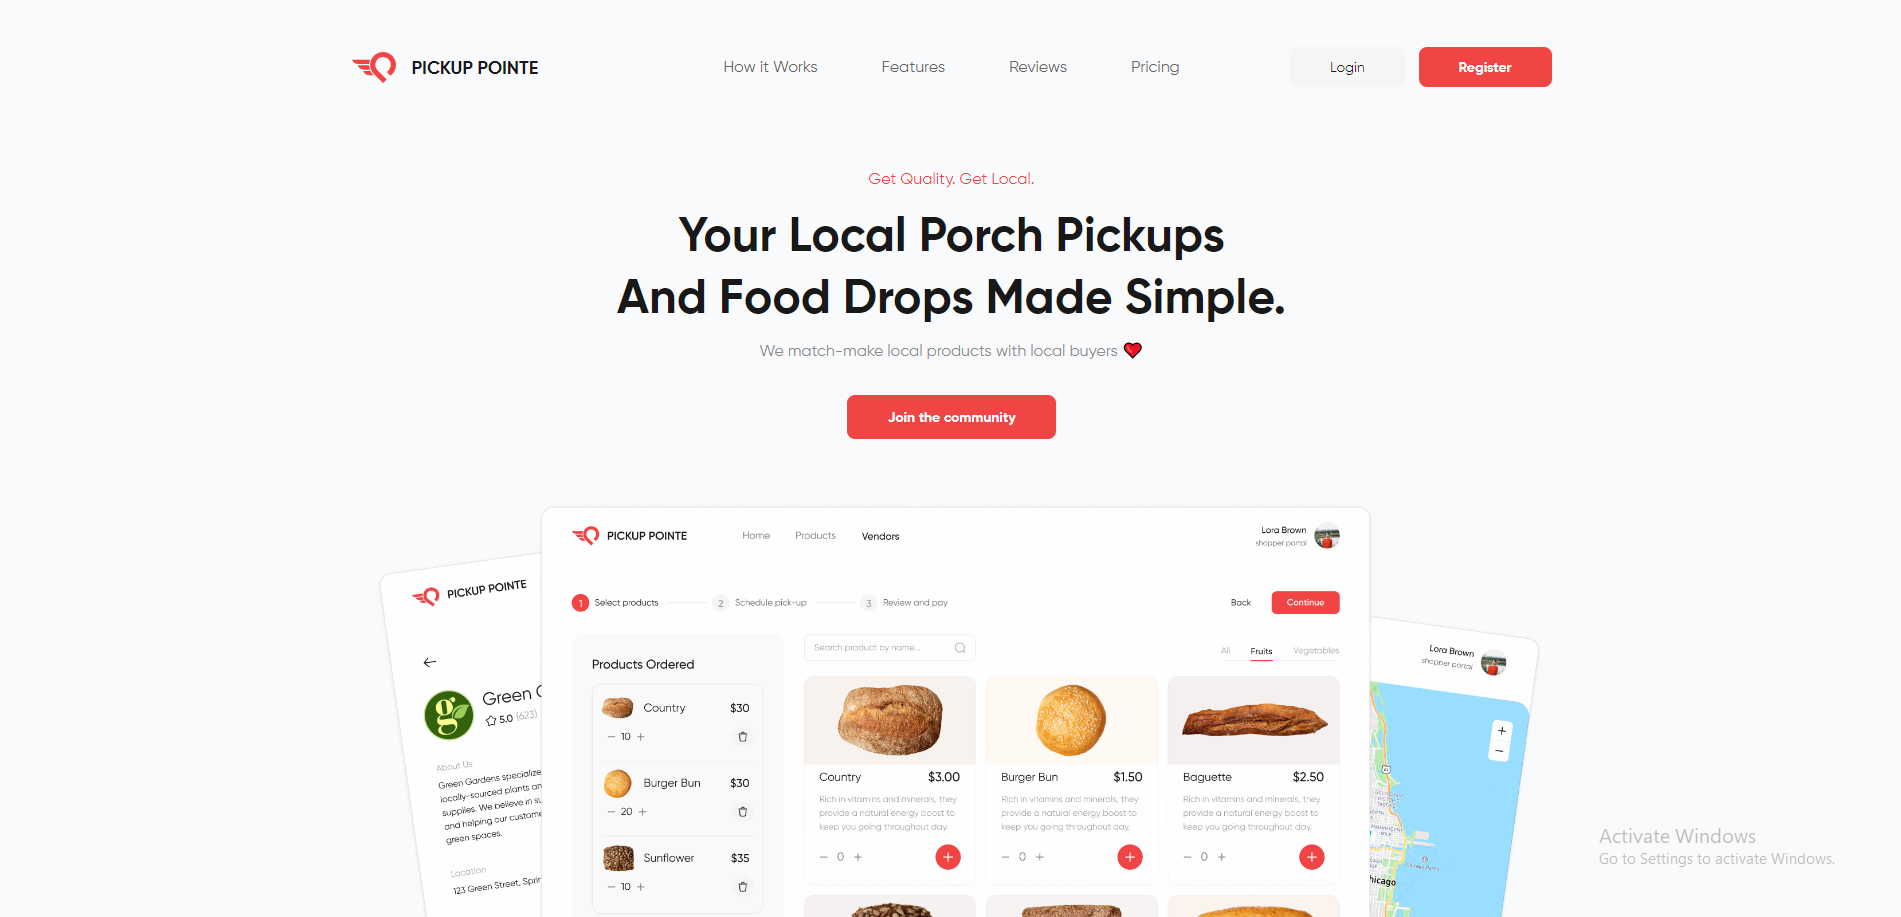 PICKUP POINTE
How it Works
Features
Reviews
Pricing
Login
Register
Get Quality. Get Local.
Your Local Porch Pickups
And Food Drops Made Simple.
We match-make local products with local buyers
Join the community
PICKUP POINTE
Home
Products
Vendors
Lora Brown
shopper portal
1 Select products
2 Schedule pick-up
3 Review and pay
Back
Continue
Products Ordered
Country $30
− 10 +
Burger Bun $30
− 20 +
Sunflower $35
− 10 +
Search product by name...
All
Fruits
Vegetables
Country $3.00
Rich in vitamins and minerals, they
provide a natural energy boost to
keep you going throughout day.
− 0 +
Burger Bun $1.50
Rich in vitamins and minerals, they
provide a natural energy boost to
keep you going throughout day.
− 0 +
Baguette $2.50
Rich in vitamins and minerals, they
provide a natural energy boost to
keep you going throughout day.
− 0 +
PICKUP POINTE
g
Green G
5.0 (623)
About Us
Green Gardens specialize
locally-sourced plants an
supplies. We believe in su
and helping our custome
green spaces.
Location
123 Green Street, Sprin
Lora Brown
shopper portal
+
−
41
hicago
Activate Windows
Go to Settings to activate Windows.